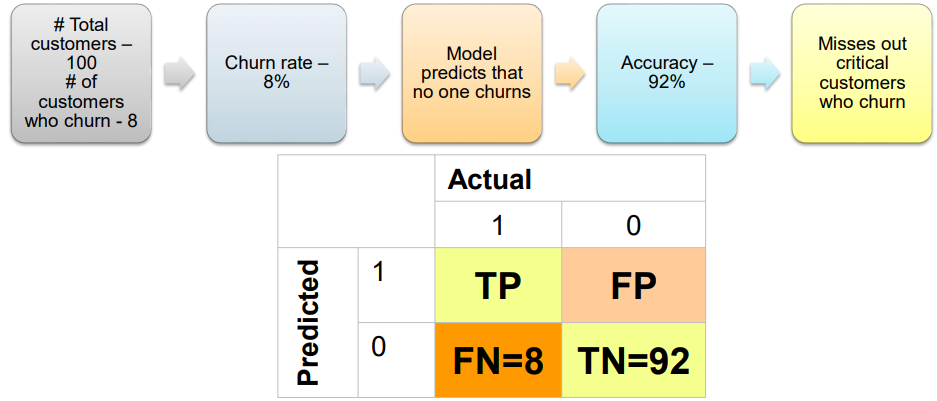 # Total
customers –
100
# of
customers
who churn - 8
Churn rate –
8%
Model
predicts that
no one churns
Accuracy –
92%
Misses out
critical
customers
who churn
Actual
1 0
Predicted
1 TP FP
0 FN=8 TN=92